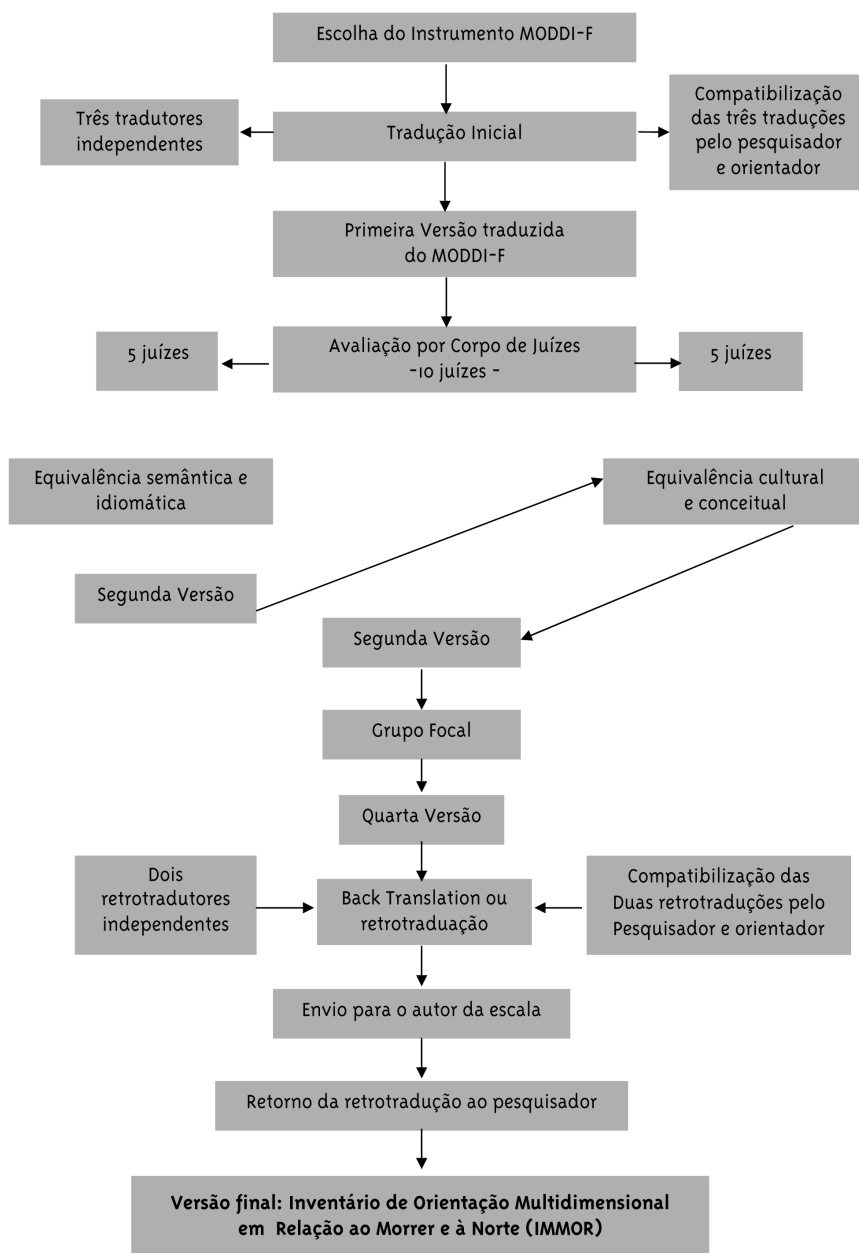 Escolha do Instrumento MODDI-F
Três tradutores
independentes
Tradução Inicial
Compatibilização
das três traduções
pelo pesquisador
e orientador
Primeira Versão traduzida
do MODDI-F
5 juízes
Avaliação por Corpo de Juízes
-10 juízes -
5 juízes
Equivalência semântica e
idiomática
Equivalência cultural
e conceitual
Segunda Versão
Segunda Versão
Grupo Focal
Quarta Versão
Dois
retrotradutores
independentes
Back Translation ou
retrotraduação
Compatibilização das
Duas retrotraduções pelo
Pesquisador e orientador
Envio para o autor da escala
Retorno da retrotradução ao pesquisador
Versão final: Inventário de Orientação Multidimensional
em Relação ao Morrer e à Norte (IMMOR)